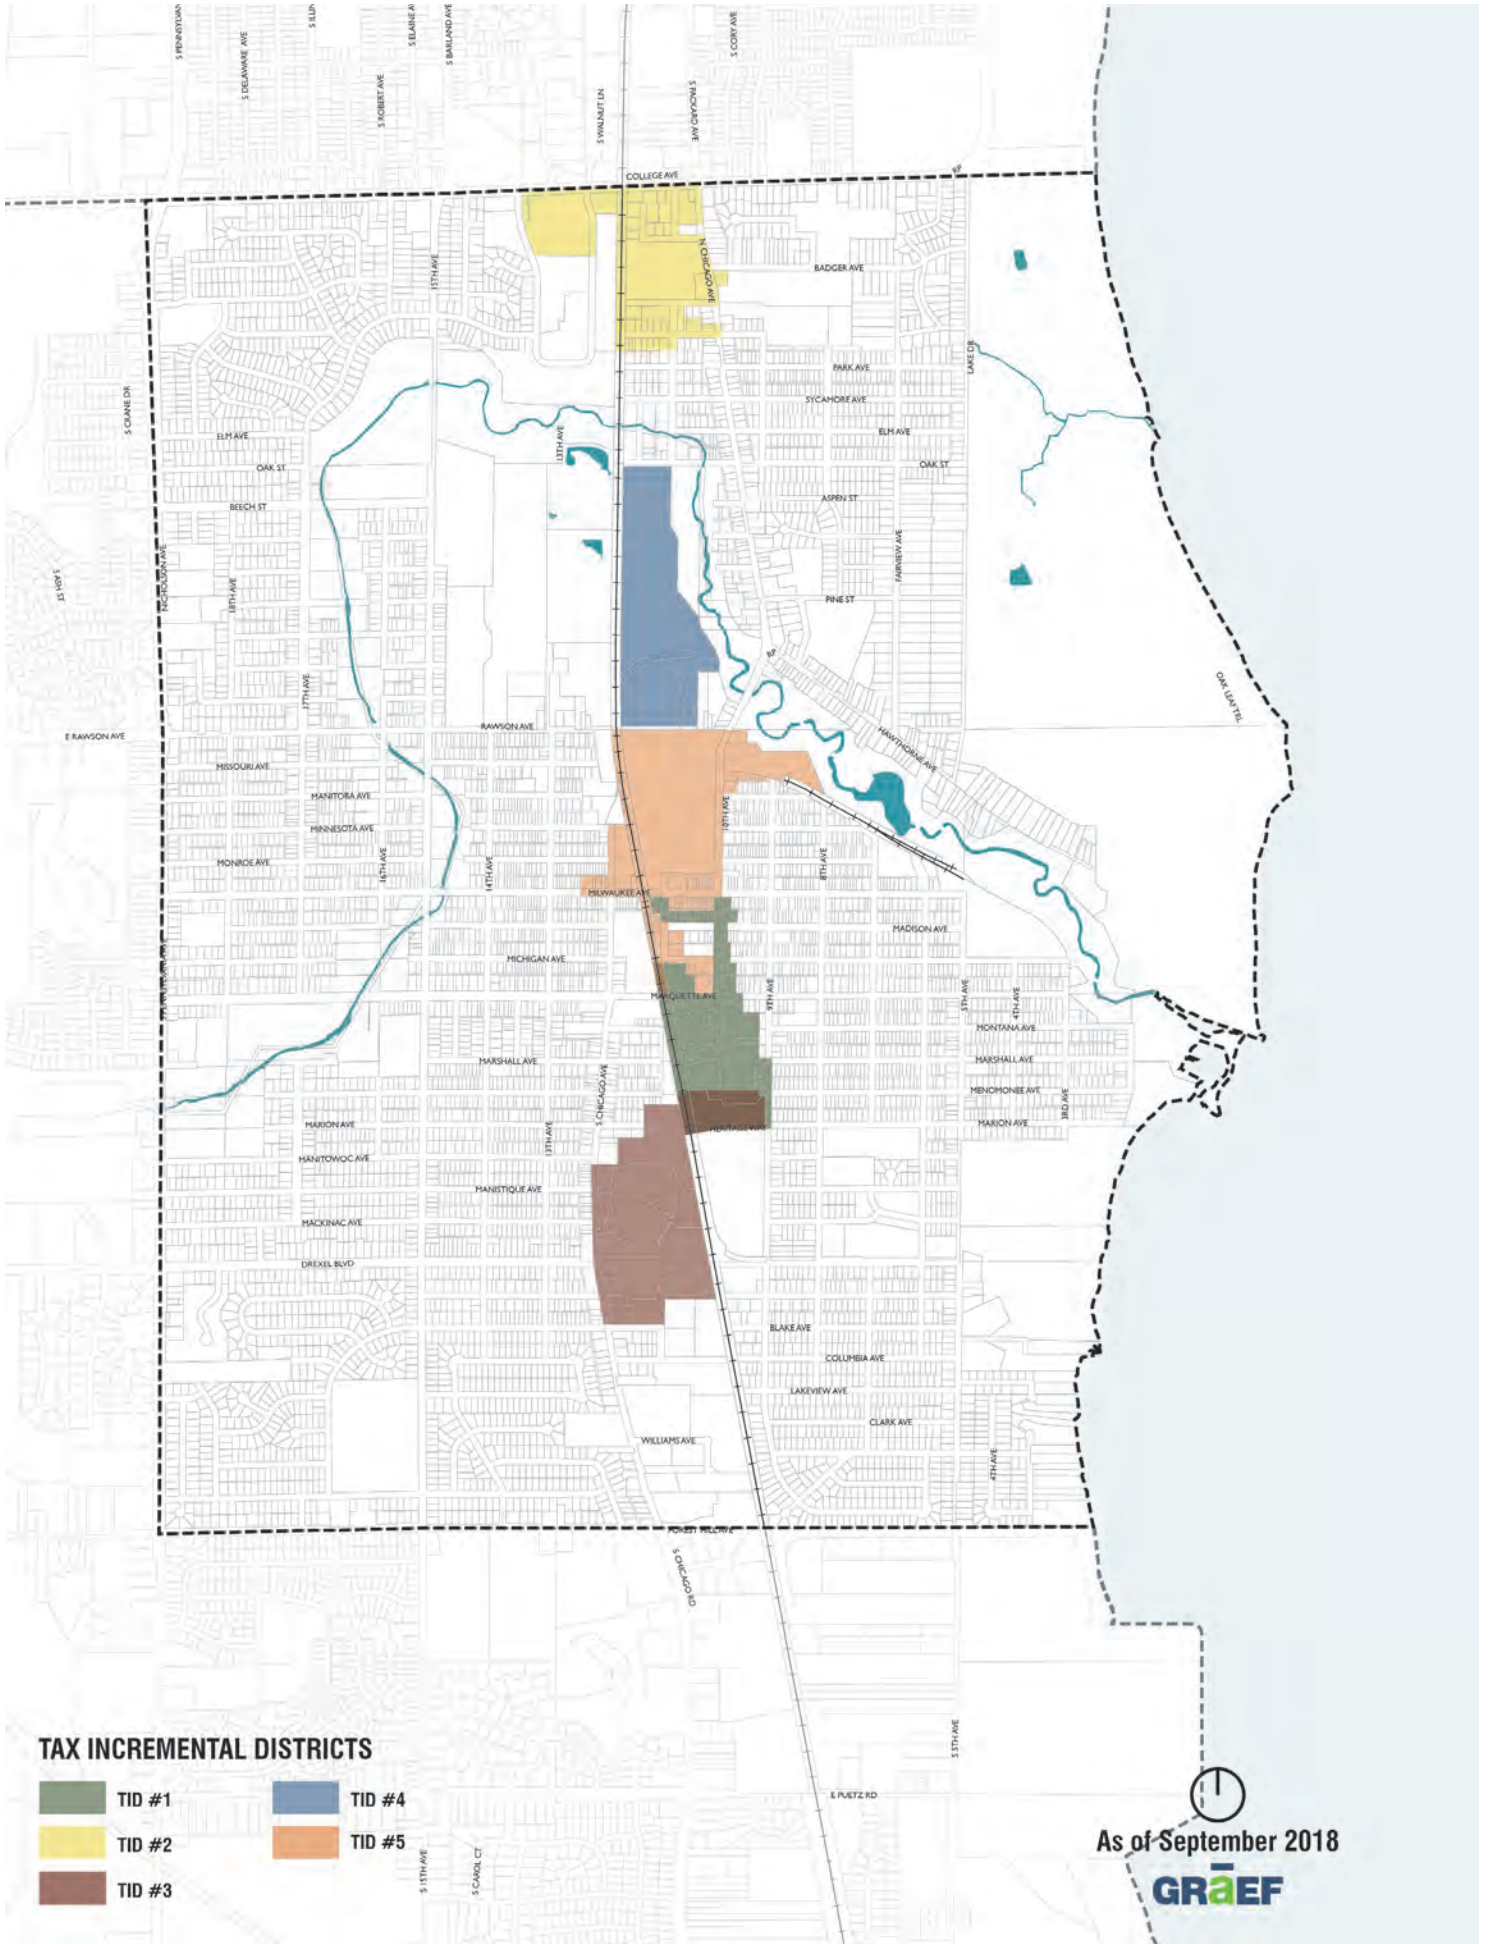 S PENNSYLVAN
S DELAWARE AVE
S ILLIN
S ROBERT AVE
S ELAINE AV
S BARLAND AVE
S WALNUT LN
S PACKARD AVE
S CORY AVE
COLLEGE AVE
RP
15TH AVE
N CHICAGO AVE
BADGER AVE
LAKE DR
PARK AVE
S CRANE DR
SYCAMORE AVE
ELM AVE
13TH AVE
ELM AVE
OAK ST
OAK ST
BEECH ST
ASPEN ST
FAIRVIEW AVE
NICHOLSON AVE
S ASH ST
18TH AVE
PINE ST
RP
17TH AVE
OAK LEAF TRL
E RAWSON AVE
RAWSON AVE
HAWTHORNE AVE
MISSOURI AVE
MANITOBA AVE
10TH AVE
MINNESOTA AVE
MONROE AVE
16TH AVE
14TH AVE
8TH AVE
MILWAUKEE AVE
MADISON AVE
MICHIGAN AVE
MARQUETTE AVE
9TH AVE
5TH AVE
4TH AVE
MONTANA AVE
MARSHALL AVE
MARSHALL AVE
S CHICAGO AVE
MENOMONEE AVE
3RD AVE
MARION AVE
13TH AVE
HERITAGE WAY
MARION AVE
MANITOWOC AVE
MANISTIQUE AVE
MACKINAC AVE
DREXEL BLVD
BLAKE AVE
COLUMBIA AVE
LAKEVIEW AVE
CLARK AVE
WILLIAMS AVE
4TH AVE
FOREST HILL AVE
S CHICAGO RD
S 5TH AVE
E PUETZ RD
S 15TH AVE
S CAROL CT
TAX INCREMENTAL DISTRICTS
TID #1
TID #4
TID #2
TID #5
TID #3
As of September 2018
GRāEF